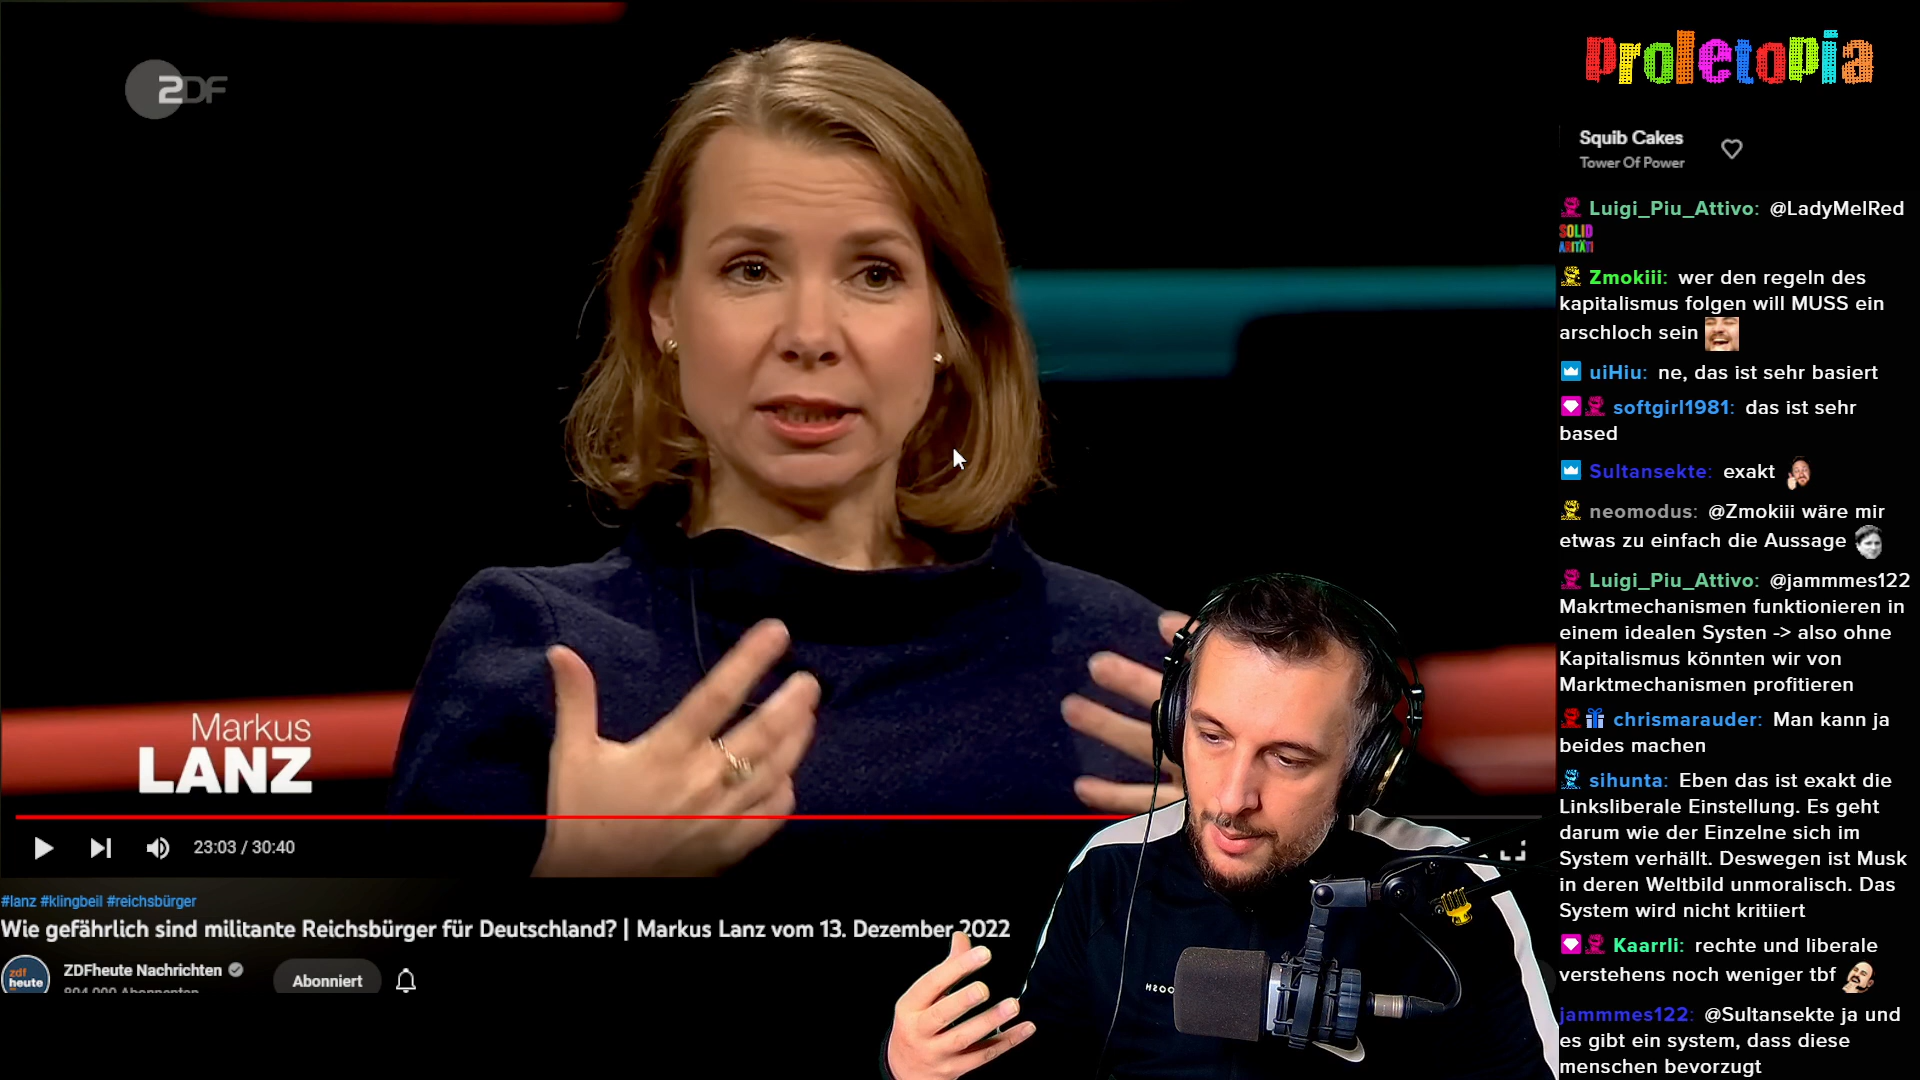 ZDF
Markus
LANZ
23:03 / 30:40
#lanz #klingbeil #reichsbürger
Wie gefährlich sind militante Reichsbürger für Deutschland? | Markus Lanz vom 13. Dezember 2022
zdf
heute
ZDFheute Nachrichten
Abonniert
Proletopia
Squib Cakes
Tower Of Power
Luigi_Piu_Attivo: @LadyMelRed
SOLID
ARITÄT!
Zmokiii: wer den regeln des
kapitalismus folgen will MUSS ein
arschloch sein
uiHiu: ne, das ist sehr basiert
softgirl1981: das ist sehr
based
Sultansekte: exakt
neomodus: @Zmokiii wäre mir
etwas zu einfach die Aussage
Luigi_Piu_Attivo: @jammmes122
Makrtmechanismen funktionieren in
einem idealen Systen -> also ohne
Kapitalismus könnten wir von
Marktmechanismen profitieren
chrismarauder: Man kann ja
beides machen
sihunta: Eben das ist exakt die
Linksliberale Einstellung. Es geht
darum wie der Einzelne sich im
System verhällt. Deswegen ist Musk
in deren Weltbild unmoralisch. Das
System wird nicht kritiiert
Kaarrli: rechte und liberale
verstehens noch weniger tbf
jammmes122: @Sultansekte ja und
es gibt ein system, dass diese
menschen bevorzugt